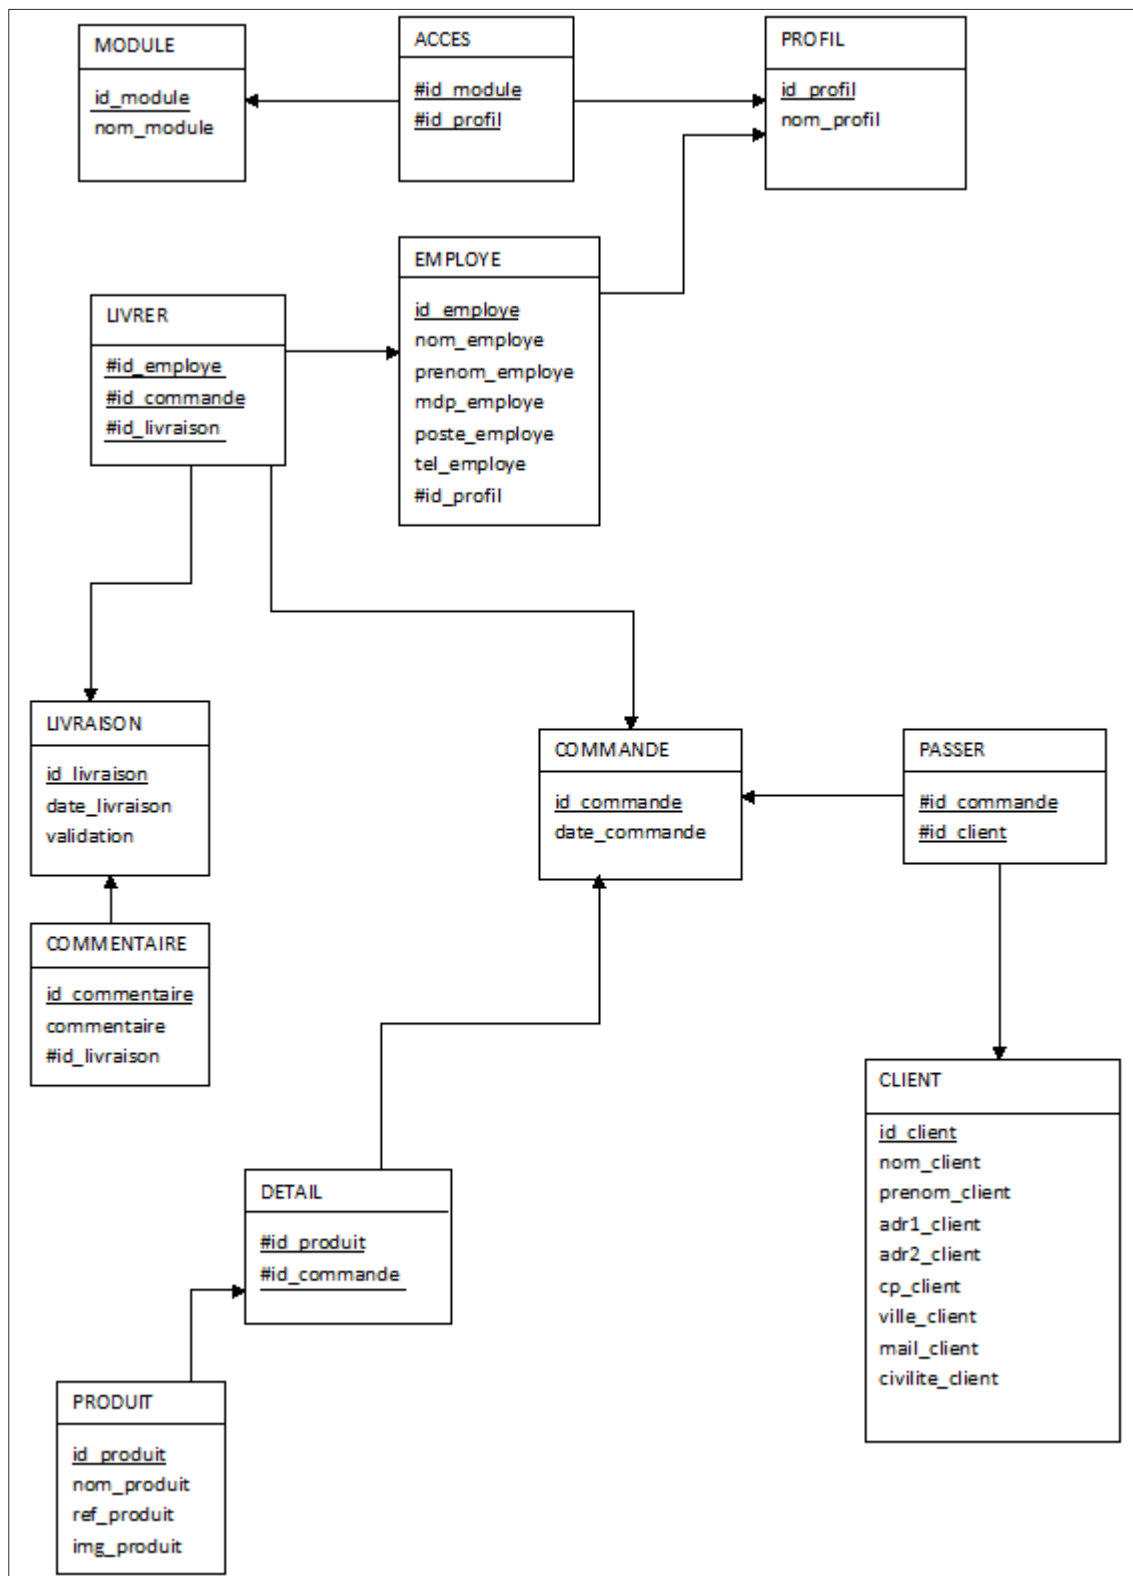 MODULE
id_module
nom_module
ACCES
#id_module
#id_profil
PROFIL
id_profil
nom_profil
EMPLOYE
id_employe
nom_employe
prenom_employe
mdp_employe
poste_employe
tel_employe
#id_profil
LIVRER
#id_employe
#id_commande
#id_livraison
LIVRAISON
id_livraison
date_livraison
validation
COMMANDE
id_commande
date_commande
PASSER
#id_commande
#id_client
COMMENTAIRE
id_commentaire
commentaire
#id_livraison
CLIENT
id_client
nom_client
prenom_client
adr1_client
adr2_client
cp_client
ville_client
mail_client
civilite_client
DETAIL
#id_produit
#id_commande
PRODUIT
id_produit
nom_produit
ref_produit
img_produit